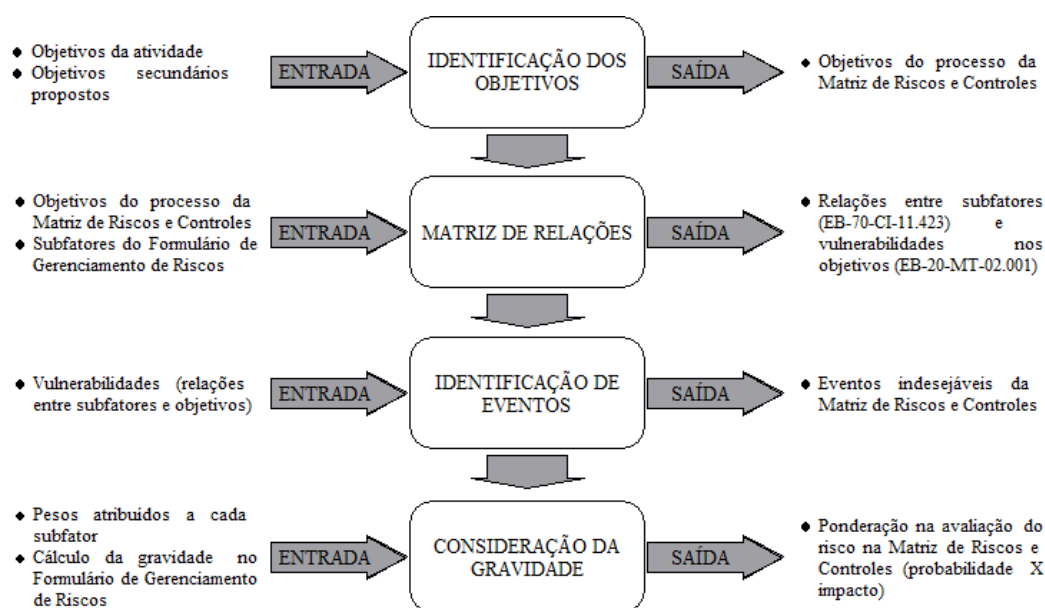 ● Objetivos da atividade
● Objetivos secundários
propostos
ENTRADA
IDENTIFICAÇÃO DOS
OBJETIVOS
SAÍDA
● Objetivos do processo da
Matriz de Riscos e Controles
● Objetivos do processo da
Matriz de Riscos e Controles
● Subfatores do Formulário de
Gerenciamento de Riscos
ENTRADA
MATRIZ DE RELAÇÕES
SAÍDA
● Relações entre subfatores
(EB-70-CI-11.423) e
vulnerabilidades nos
objetivos (EB-20-MT-02.001)
● Vulnerabilidades (relações
entre subfatores e objetivos)
ENTRADA
IDENTIFICAÇÃO DE
EVENTOS
SAÍDA
● Eventos indesejáveis da
Matriz de Riscos e Controles
● Pesos atribuidos a cada
subfator
● Cálculo da gravidade no
Formulário de Gerenciamento
de Riscos
ENTRADA
CONSIDERAÇÃO DA
GRAVIDADE
SAÍDA
● Ponderação na avaliação do
risco na Matriz de Riscos e
Controles (probabilidade X
impacto)